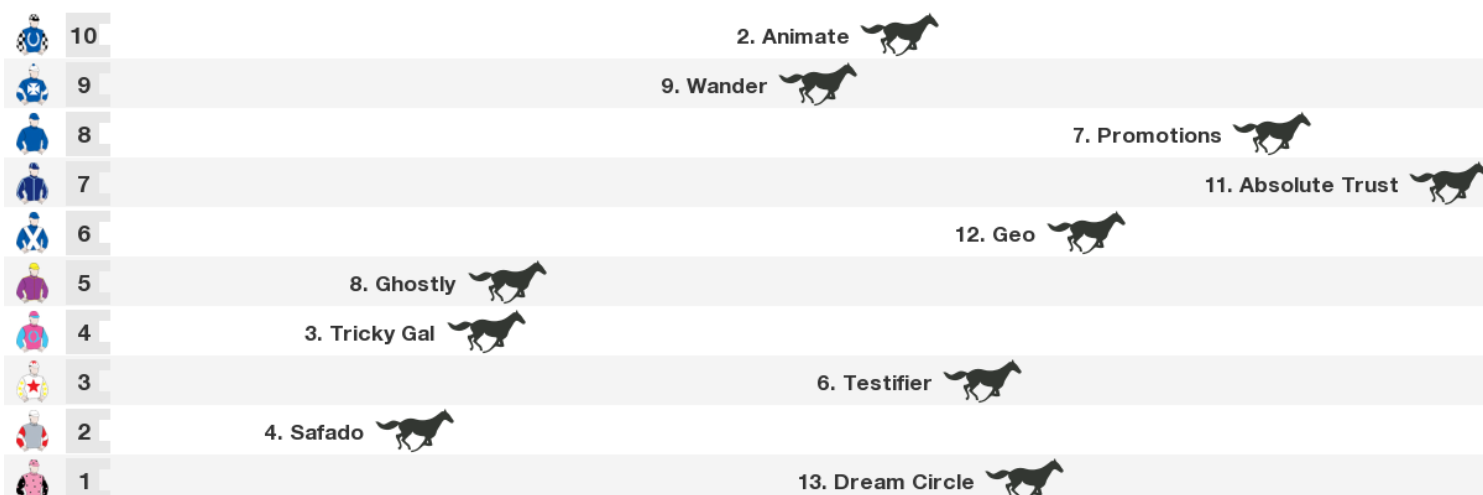 10 2. Animate
9 9. Wander
8 7. Promotions
7 11. Absolute Trust
6 12. Geo
5 8. Ghostly
4 3. Tricky Gal
3 6. Testifier
2 4. Safado
1 13. Dream Circle